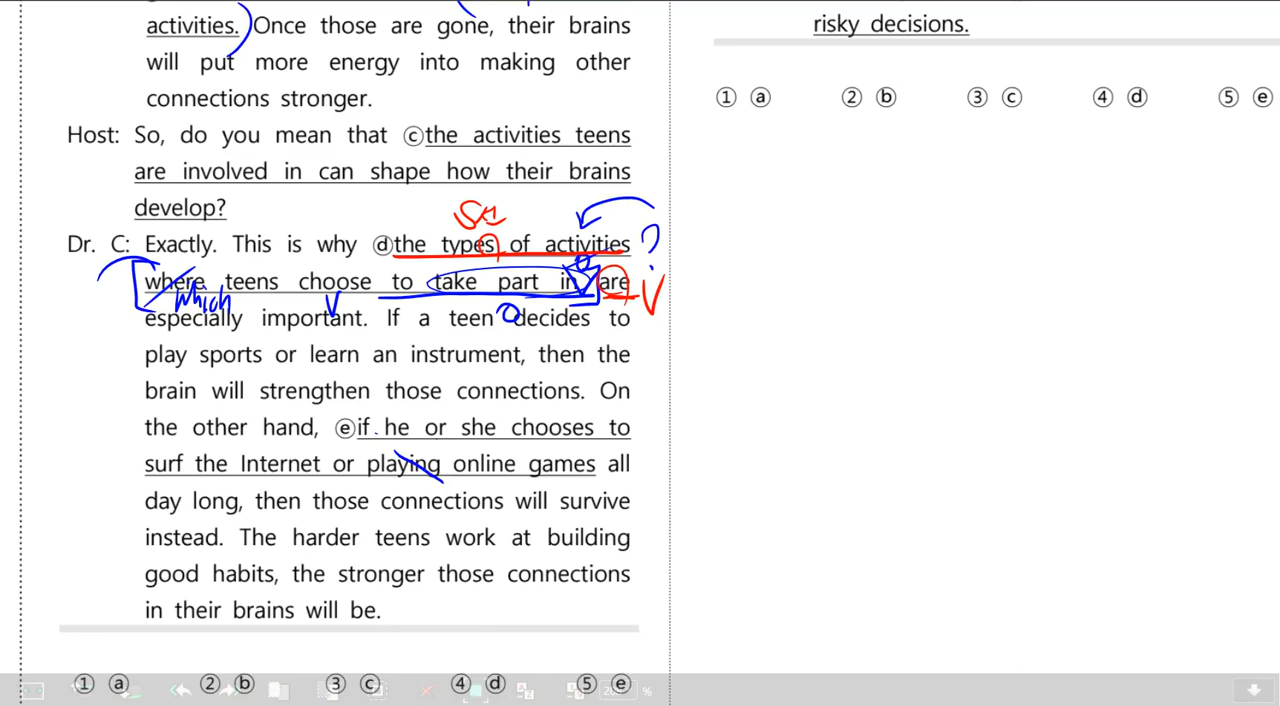 activities. Once those are gone, their brains
will put more energy into making other
connections stronger.
Host: So, do you mean that ⓒthe activities teens
are involved in can shape how their brains
develop?
S
Dr. C: Exactly. This is why ⓓthe types of activities ?
where teens choose to take part in are
which V
especially important. If a teen decides to
play sports or learn an instrument, then the
brain will strengthen those connections. On
the other hand, ⓔif he or she chooses to
surf the Internet or playing online games all
day long, then those connections will survive
instead. The harder teens work at building
good habits, the stronger those connections
in their brains will be.
① ⓐ ② ⓑ ③ ⓒ ④ ⓓ ⑤ ⓔ
%
risky decisions.
① ⓐ ② ⓑ ③ ⓒ ④ ⓓ ⑤ ⓔ